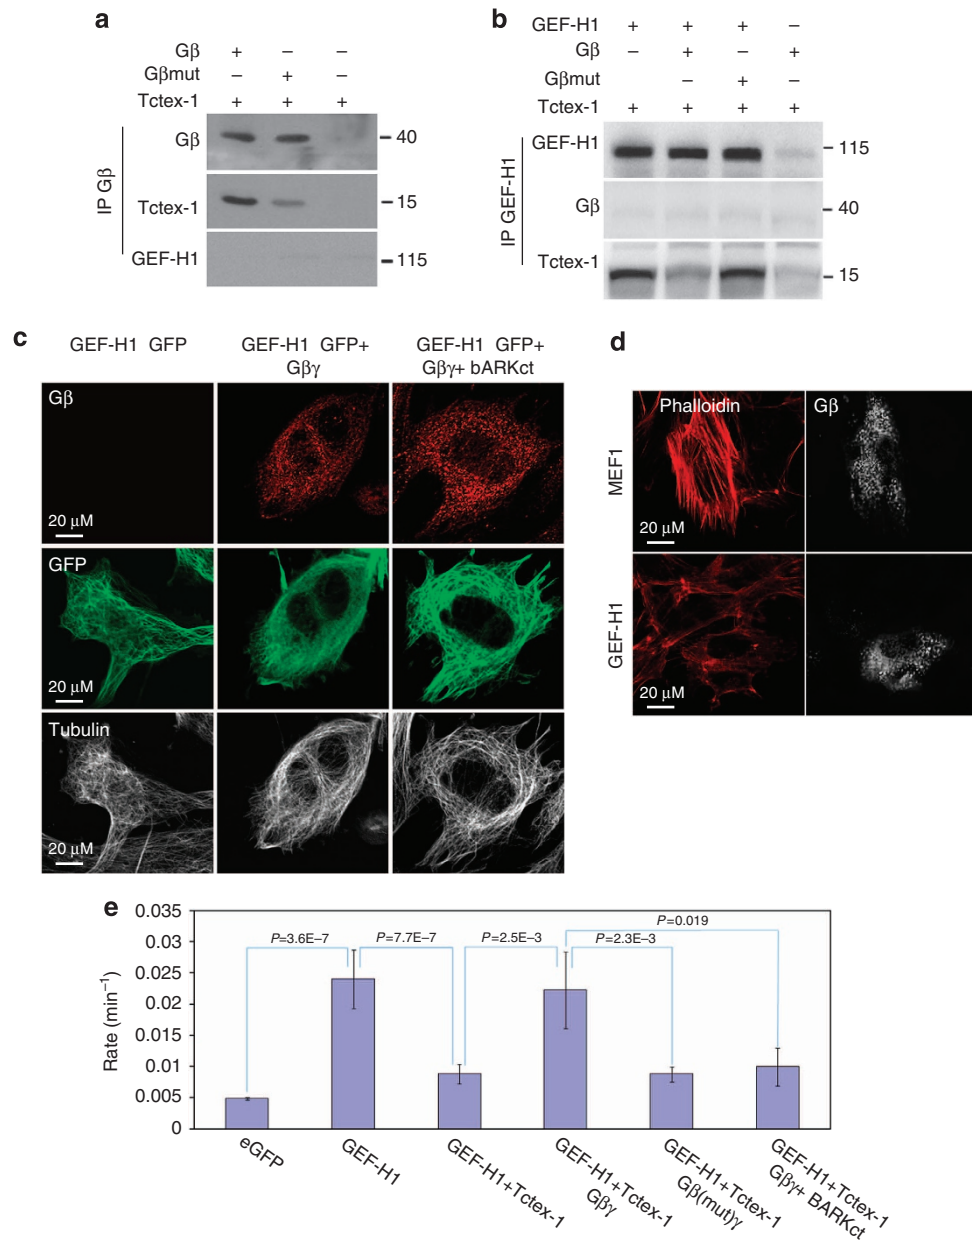 a
Gβ + – –
Gβmut – + –
Tctex-1 + + +
IP Gβ
Gβ
40
Tctex-1
15
GEF-H1
115
b
GEF-H1 + + + –
Gβ – + – +
Gβmut – + –
Tctex-1 + + + +
IP GEF-H1
GEF-H1
115
Gβ
40
Tctex-1
15
c
GEF-H1 GFP
GEF-H1 GFP+
Gβγ
GEF-H1 GFP+
Gβγ+ bARKct
Gβ
20 μM
GFP
20 μM
Tubulin
20 μM
d
Phalloidin
Gβ
MEF1
20 μM
GEF-H1
20 μM
e
Rate (min⁻¹)
0.035
0.03
0.025
0.02
0.015
0.01
0.005
0
P=3.6E–7
P=7.7E–7
P=2.5E–3
P=2.3E–3
P=0.019
eGFP
GEF-H1
GEF-H1+Tctex-1
GEF-H1+Tctex-1
Gβγ
GEF-H1+Tctex-1
Gβ(mut)γ
GEF-H1+Tctex-1
Gβγ+ BARKct